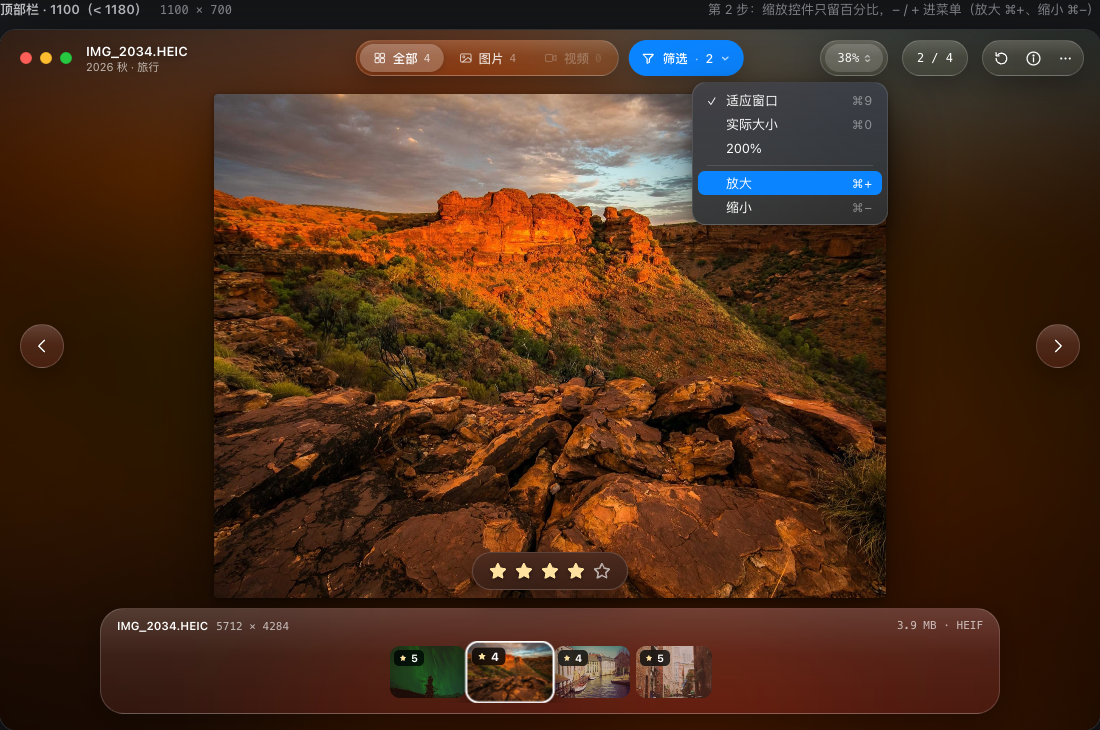 顶部栏 · 1100 (< 1180) 1100 × 700
第 2 步：缩放控件只留百分比，− / + 进菜单（放大 ⌘+、缩小 ⌘−）
IMG_2034.HEIC
2026 秋 · 旅行
全部 4 图片 4 视频 0
筛选 · 2
38%
2 / 4
✓ 适应窗口 ⌘9
实际大小 ⌘0
200%
放大 ⌘+
缩小 ⌘−
IMG_2034.HEIC 5712 × 4284
3.9 MB · HEIF
★ 5
★ 4
★ 4
★ 5